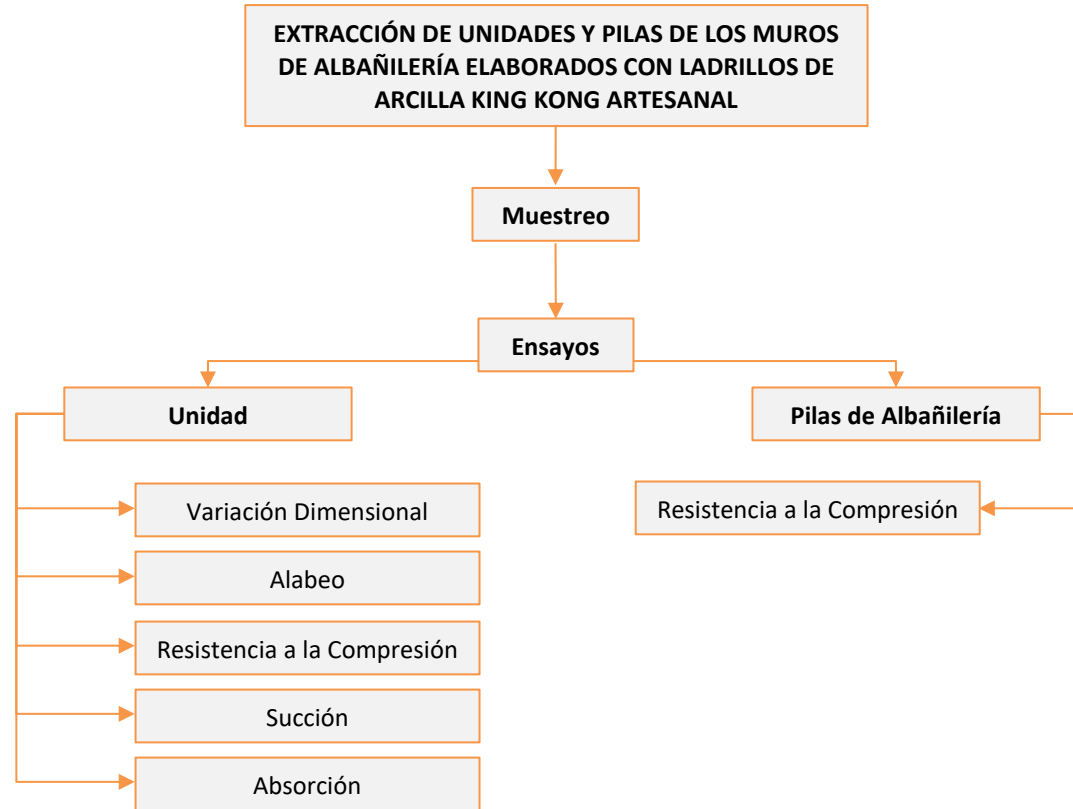 EXTRACCIÓN DE UNIDADES Y PILAS DE LOS MUROS
DE ALBAÑILERÍA ELABORADOS CON LADRILLOS DE
ARCILLA KING KONG ARTESANAL
Muestreo
Ensayos
Unidad
Variación Dimensional
Alabeo
Resistencia a la Compresión
Succión
Absorción
Pilas de Albañilería
Resistencia a la Compresión